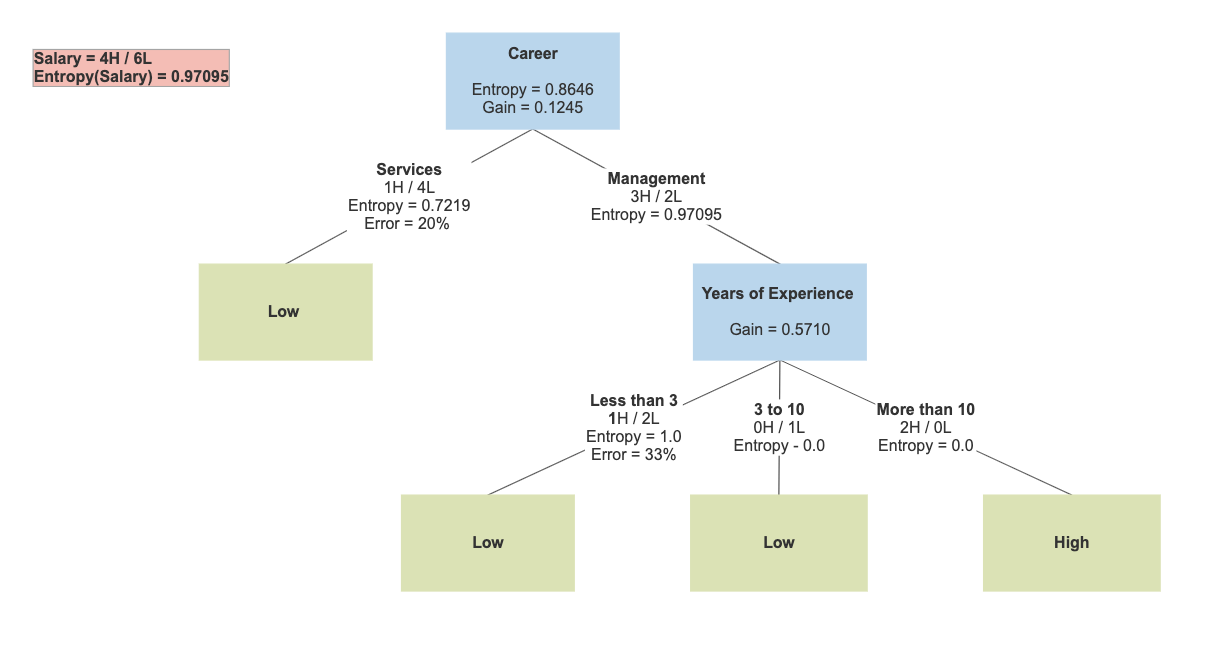 Salary = 4H / 6L
Entropy(Salary) = 0.97095
Career
Entropy = 0.8646
Gain = 0.1245
Services
1H / 4L
Entropy = 0.7219
Error = 20%
Management
3H / 2L
Entropy = 0.97095
Low
Years of Experience
Gain = 0.5710
Less than 3
1H / 2L
Entropy = 1.0
Error = 33%
3 to 10
0H / 1L
Entropy - 0.0
More than 10
2H / 0L
Entropy = 0.0
Low
Low
High